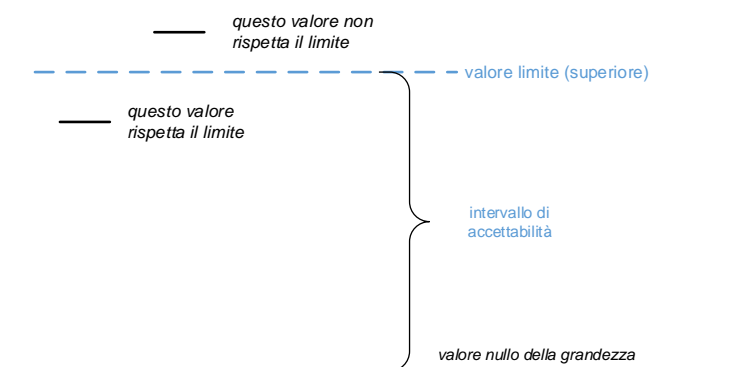 questo valore non
rispetta il limite
valore limite (superiore)
questo valore
rispetta il limite
intervallo di
accettabilità
valore nullo della grandezza